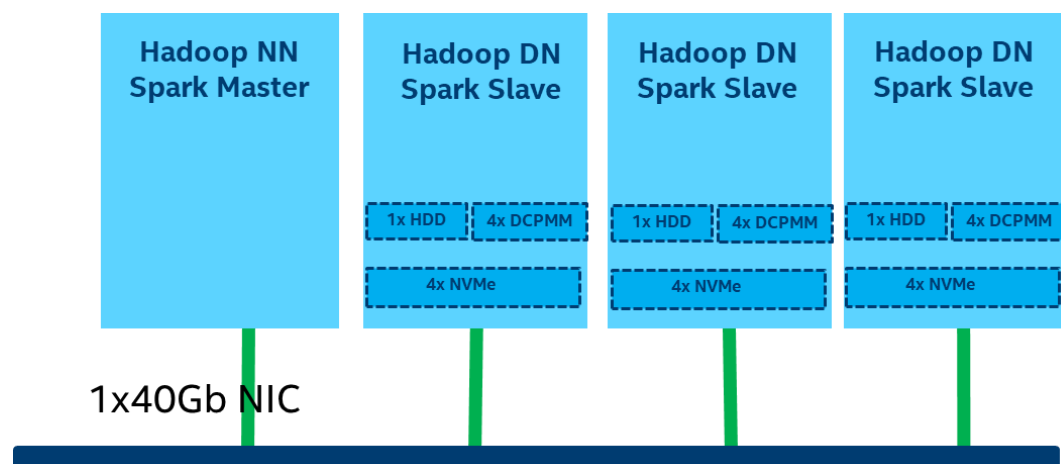 Hadoop NN
Spark Master
Hadoop DN
Spark Slave
Hadoop DN
Spark Slave
Hadoop DN
Spark Slave
1x HDD
4x DCPMM
1x HDD
4x DCPMM
1x HDD
4x DCPMM
4x NVMe
4x NVMe
4x NVMe
1x40Gb NIC